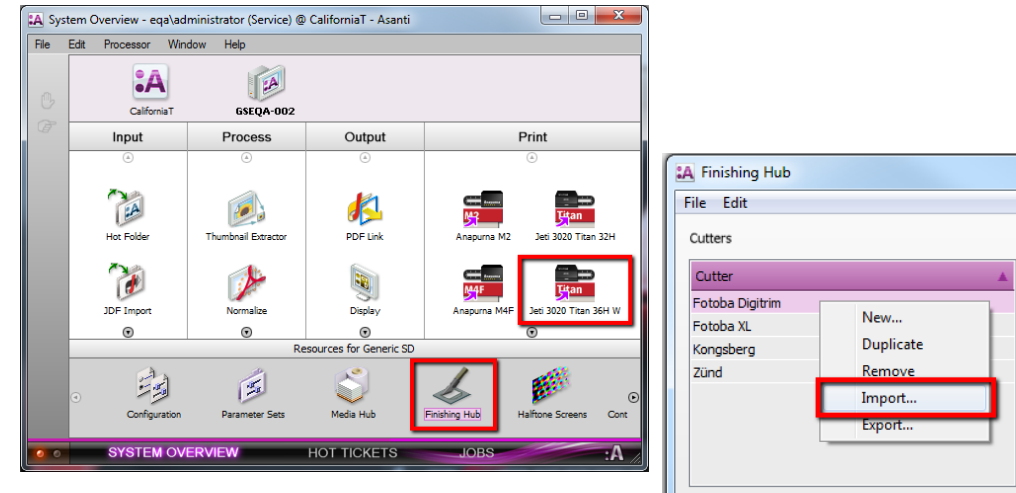 :A System Overview - eqa\administrator (Service) @ CaliforniaT - Asanti
File Edit Processor Window Help
:A
CaliforniaT
:A
GSEQA-002
Input Process Output Print
:A
M2
Titan
Hot Folder Thumbnail Extractor PDF Link Anapurna M2 Jeti 3020 Titan 32H
M4F
Titan
JDF Import Normalize Display Anapurna M4F Jeti 3020 Titan 36H W
Resources for Generic SD
Configuration Parameter Sets Media Hub Finishing Hub Halftone Screens Cont
SYSTEM OVERVIEW HOT TICKETS JOBS :A
:A Finishing Hub
File Edit
Cutters
Cutter
Fotoba Digitrim
Fotoba XL
Kongsberg
Zünd
New...
Duplicate
Remove
Import...
Export...